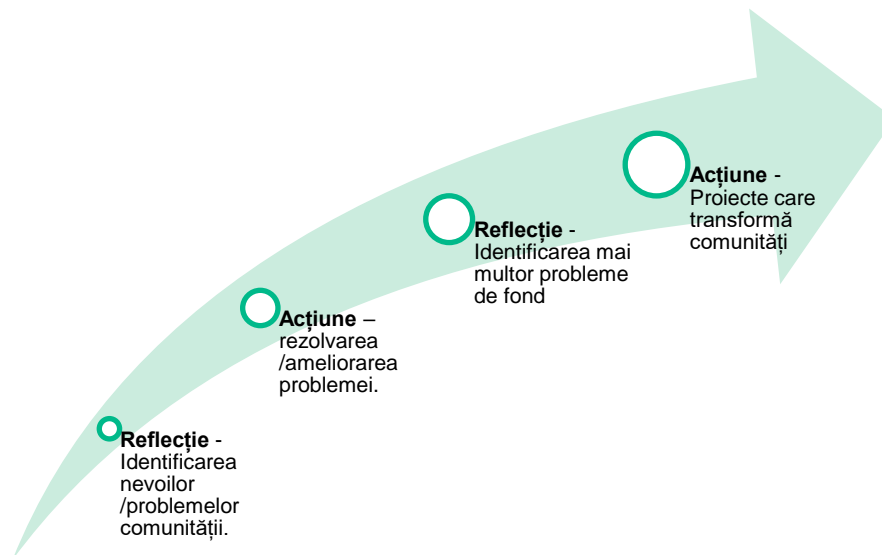 Reflecție -
Identificarea
nevoilor
/problemelor
comunității.
Acțiune –
rezolvarea
/ameliorarea
problemei.
Reflecție -
Identificarea mai
multor probleme
de fond
Acțiune -
Proiecte care
transformă
comunități